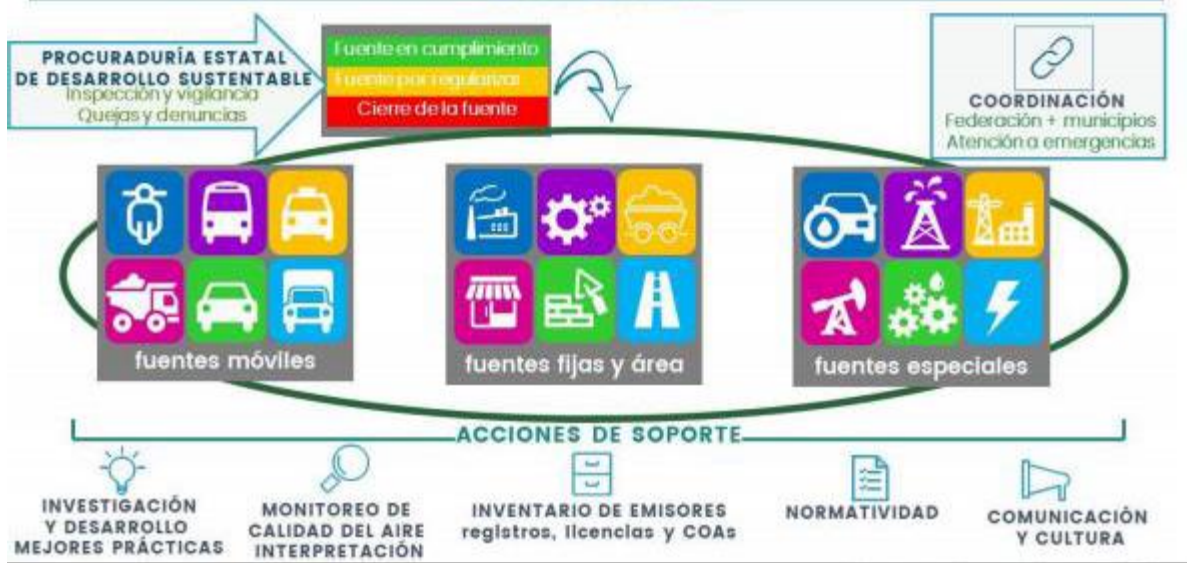 PROCURADURÍA ESTATAL
DE DESARROLLO SUSTENTABLE
Inspección y vigilancia
Quejas y denuncias
Fuente en cumplimiento
Fuente por regularizar
Cierre de la fuente
COORDINACIÓN
Federación + municipios
Atención a emergencias
fuentes móviles
fuentes fijas y área
fuentes especiales
ACCIONES DE SOPORTE
INVESTIGACIÓN
Y DESARROLLO
MEJORES PRÁCTICAS
MONITOREO DE
CALIDAD DEL AIRE
INTERPRETACIÓN
INVENTARIO DE EMISORES
registros, licencias y COAs
NORMATIVIDAD
COMUNICACIÓN
Y CULTURA